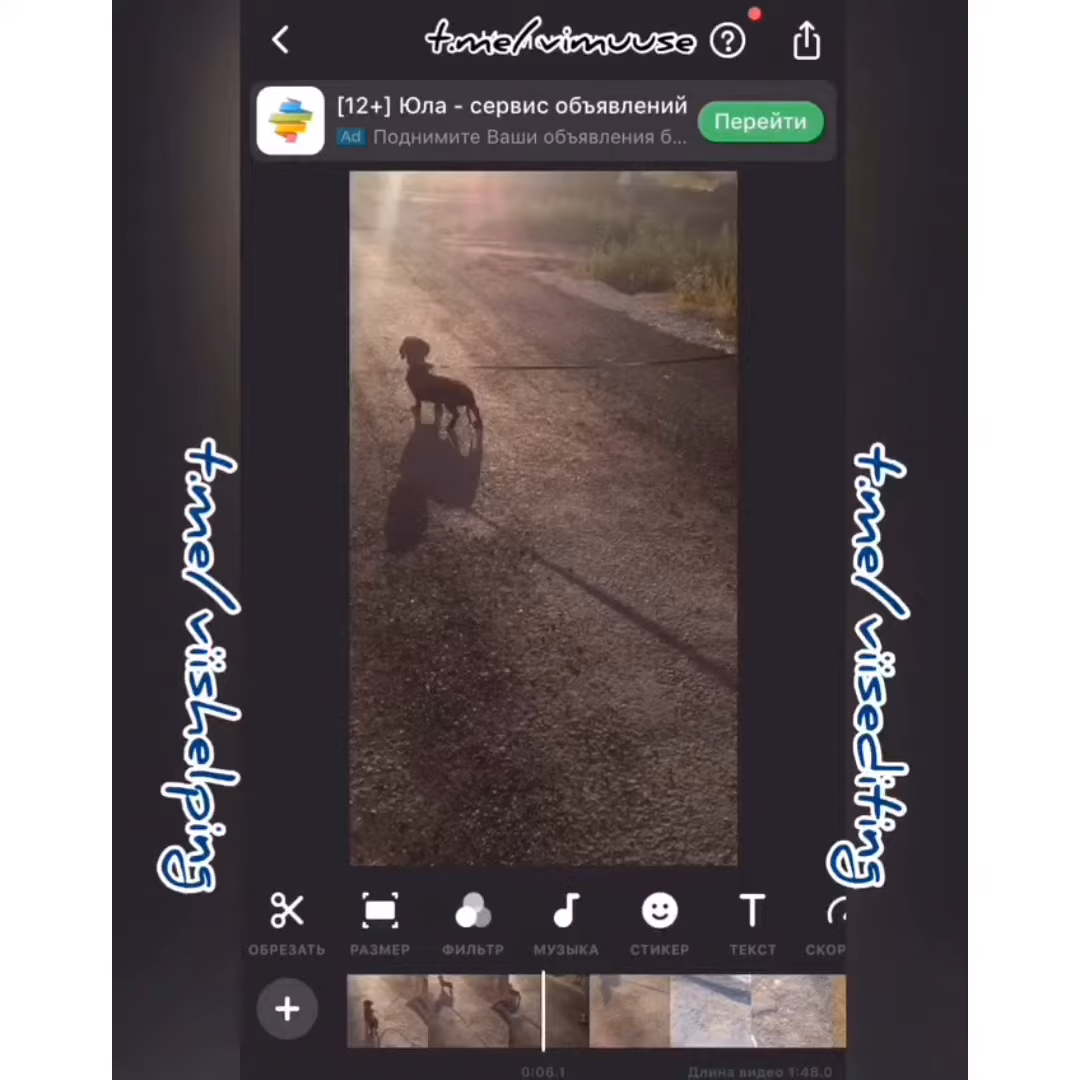 t.me/vimuuse
?
[12+] Юла - сервис объявлений
Ad Поднимите Ваши объявления б...
Перейти
t.me/viishelping
t.me/viisediting
ОБРЕЗАТЬ РАЗМЕР ФИЛЬТР МУЗЫКА СТИКЕР ТЕКСТ СКОР
0:06.1 Длина видео 1:48.0